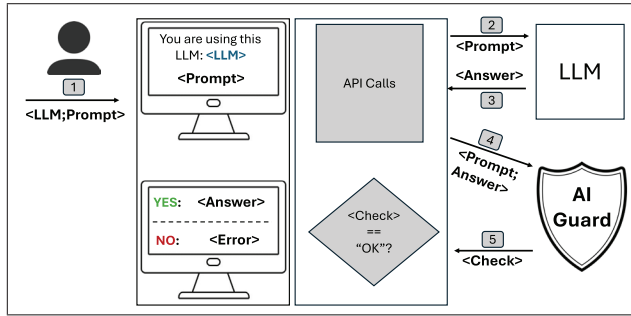 1
<LLM;Prompt>
You are using this
LLM: <LLM>
<Prompt>
YES: <Answer>
NO: <Error>
API Calls
<Check>
==
“OK”?
2
<Prompt>
<Answer>
3
LLM
4
<Prompt;
Answer>
AI
Guard
5
<Check>